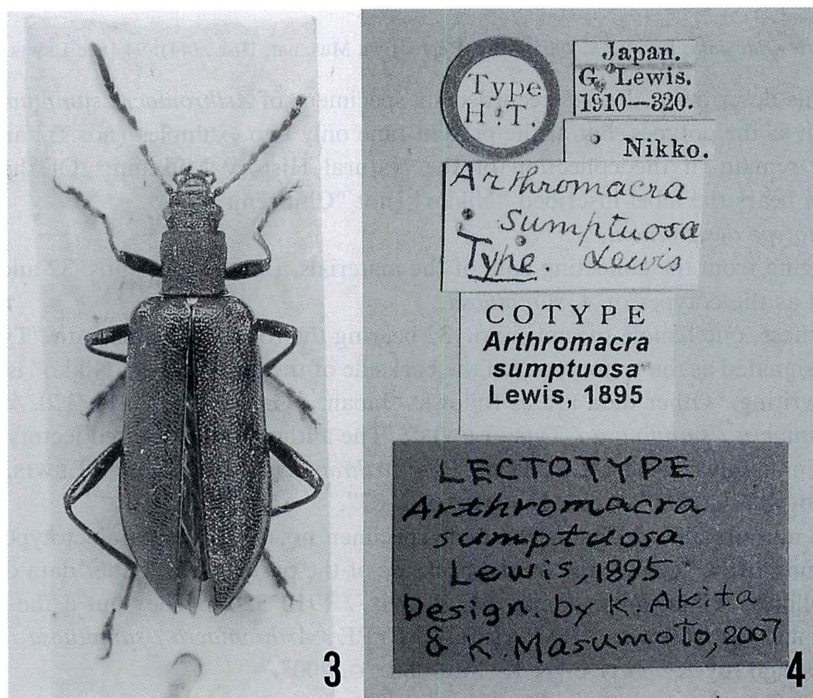 3
Type
H.T.
Japan.
G. Lewis.
1910—320.
Nikko.
Arthromacra
sumptuosa
Type Lewis
COTYPE
Arthromacra
sumptuosa
Lewis, 1895
LECTOTYPE
Arthromacra
sumptuosa
Lewis, 1895
Design. by K. Akita
& K. Masumoto, 2007
4